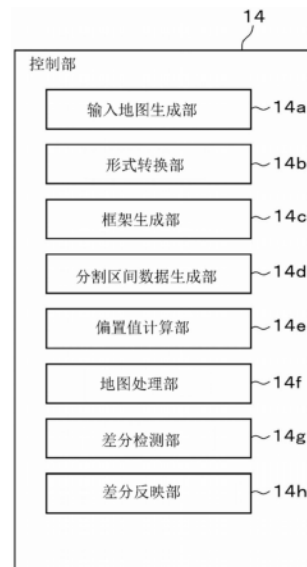 14
控制部
输入地图生成部 14a
形式转换部 14b
框架生成部 14c
分割区间数据生成部 14d
偏置值计算部 14e
地图处理部 14f
差分检测部 14g
差分反映部 14h